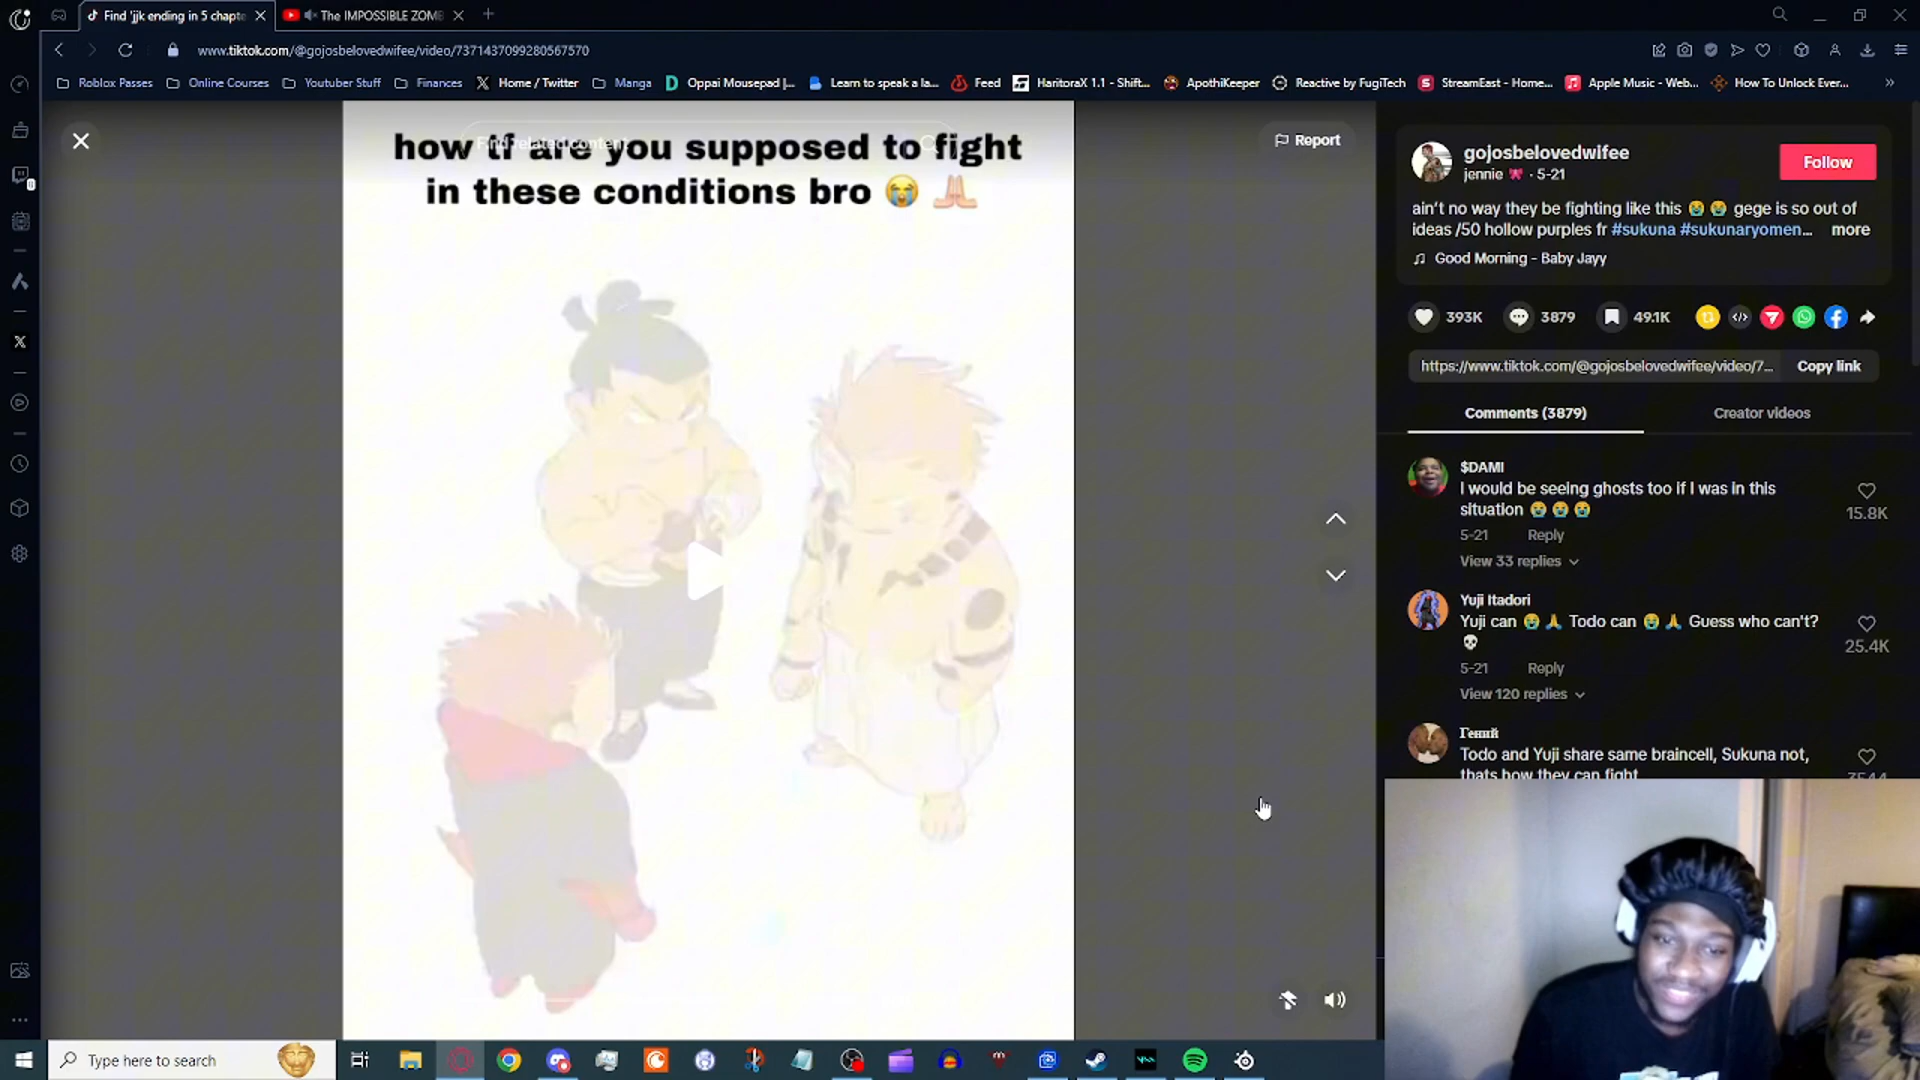 Find 'jjk ending in 5 chapte
The IMPOSSIBLE ZOMB
www.tiktok.com/@gojosbelovedwifee/video/7371437099280567570
Roblox Passes
Online Courses
Youtuber Stuff
Finances
Home / Twitter
Manga
Oppai Mousepad |...
Learn to speak a la...
Feed
HaritoraX 1.1 - Shift...
ApothiKeeper
Reactive by FugiTech
StreamEast - Home...
Apple Music - Web...
How To Unlock Ever...
Find related content
how tf are you supposed to fight
in these conditions bro 😭 🙏🏻
Report
gojosbelovedwifee
jennie 🎀 · 5-21
Follow
ain't no way they be fighting like this 😭 😭 gege is so out of
ideas /50 hollow purples fr #sukuna #sukunaryomen... more
Good Morning - Baby Jayy
393K
3879
49.1K
https://www.tiktok.com/@gojosbelovedwifee/video/7...
Copy link
Comments (3879)
Creator videos
$DAMI
I would be seeing ghosts too if I was in this
situation 😭 😭 😭
15.8K
5-21 Reply
View 33 replies
Yuji Itadori
Yuji can 😭 🙏 Todo can 😭 🙏 Guess who can't?
💀
25.4K
5-21 Reply
View 120 replies
Гений
Todo and Yuji share same braincell, Sukuna not,
thats how they can fight
Type here to search